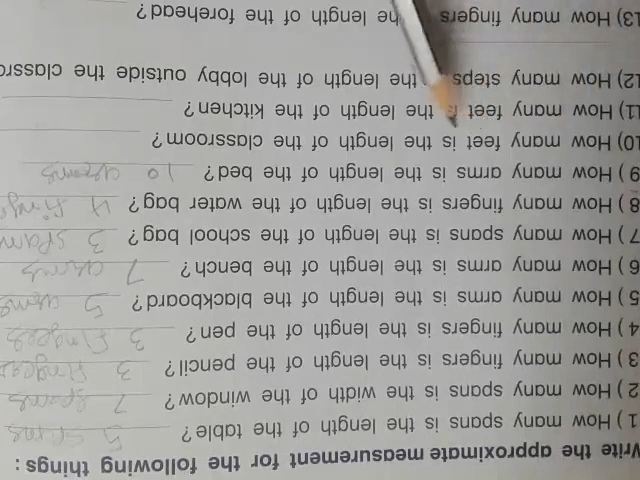 Write the approximate measurement for the following things :
1 ) How many spans is the length of the table ? 5 spans
2 ) How many spans is the width of the window ? 7 spans
3 ) How many fingers is the length of the pencil ? 3 fingers
4 ) How many fingers is the length of the pen ? 3 fingers
5 ) How many arms is the length of the blackboard ? 5 arms
6 ) How many arms is the length of the bench ? 7 arms
7 ) How many spans is the length of the school bag ? 3 span
8 ) How many fingers is the length of the water bag ? 4 finge
9 ) How many arms is the length of the bed ? 10 arms
10) How many feet is the length of the classroom ?
11) How many feet the length of the kitchen ?
12) How many steps the length of the lobby outside the classro
13) How many fingers the length of the forehead ?